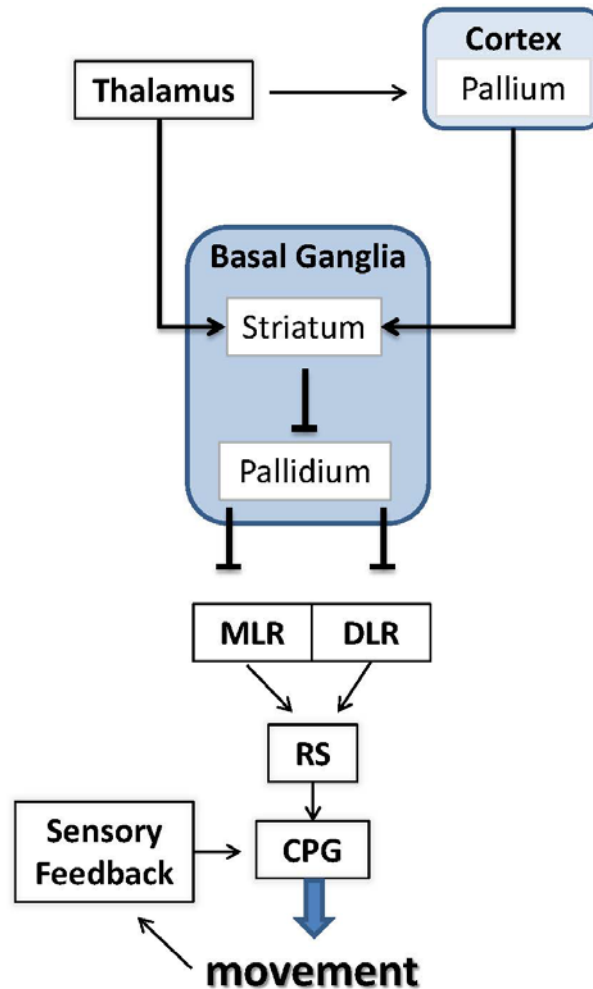 Cortex
Thalamus
Pallium
Basal Ganglia
Striatum
Pallidium
MLR
DLR
RS
Sensory
Feedback
CPG
movement